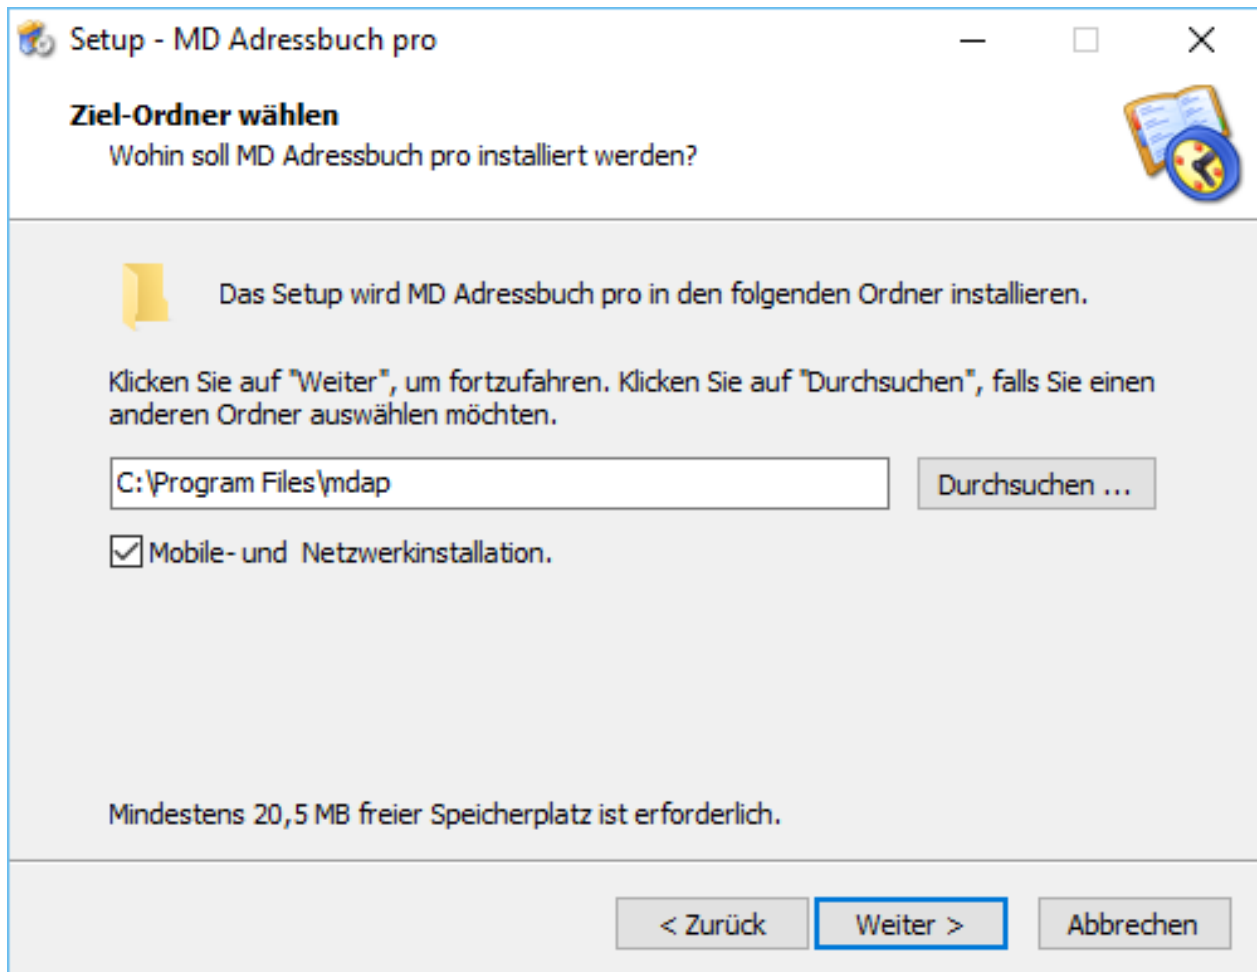 Setup - MD Adressbuch pro
Ziel-Ordner wählen
Wohin soll MD Adressbuch pro installiert werden?
Das Setup wird MD Adressbuch pro in den folgenden Ordner installieren.
Klicken Sie auf "Weiter", um fortzufahren. Klicken Sie auf "Durchsuchen", falls Sie einen
anderen Ordner auswählen möchten.
C:\Program Files\mdap
Durchsuchen ...
Mobile- und  Netzwerkinstallation.
Mindestens 20,5 MB freier Speicherplatz ist erforderlich.
< Zurück
Weiter >
Abbrechen